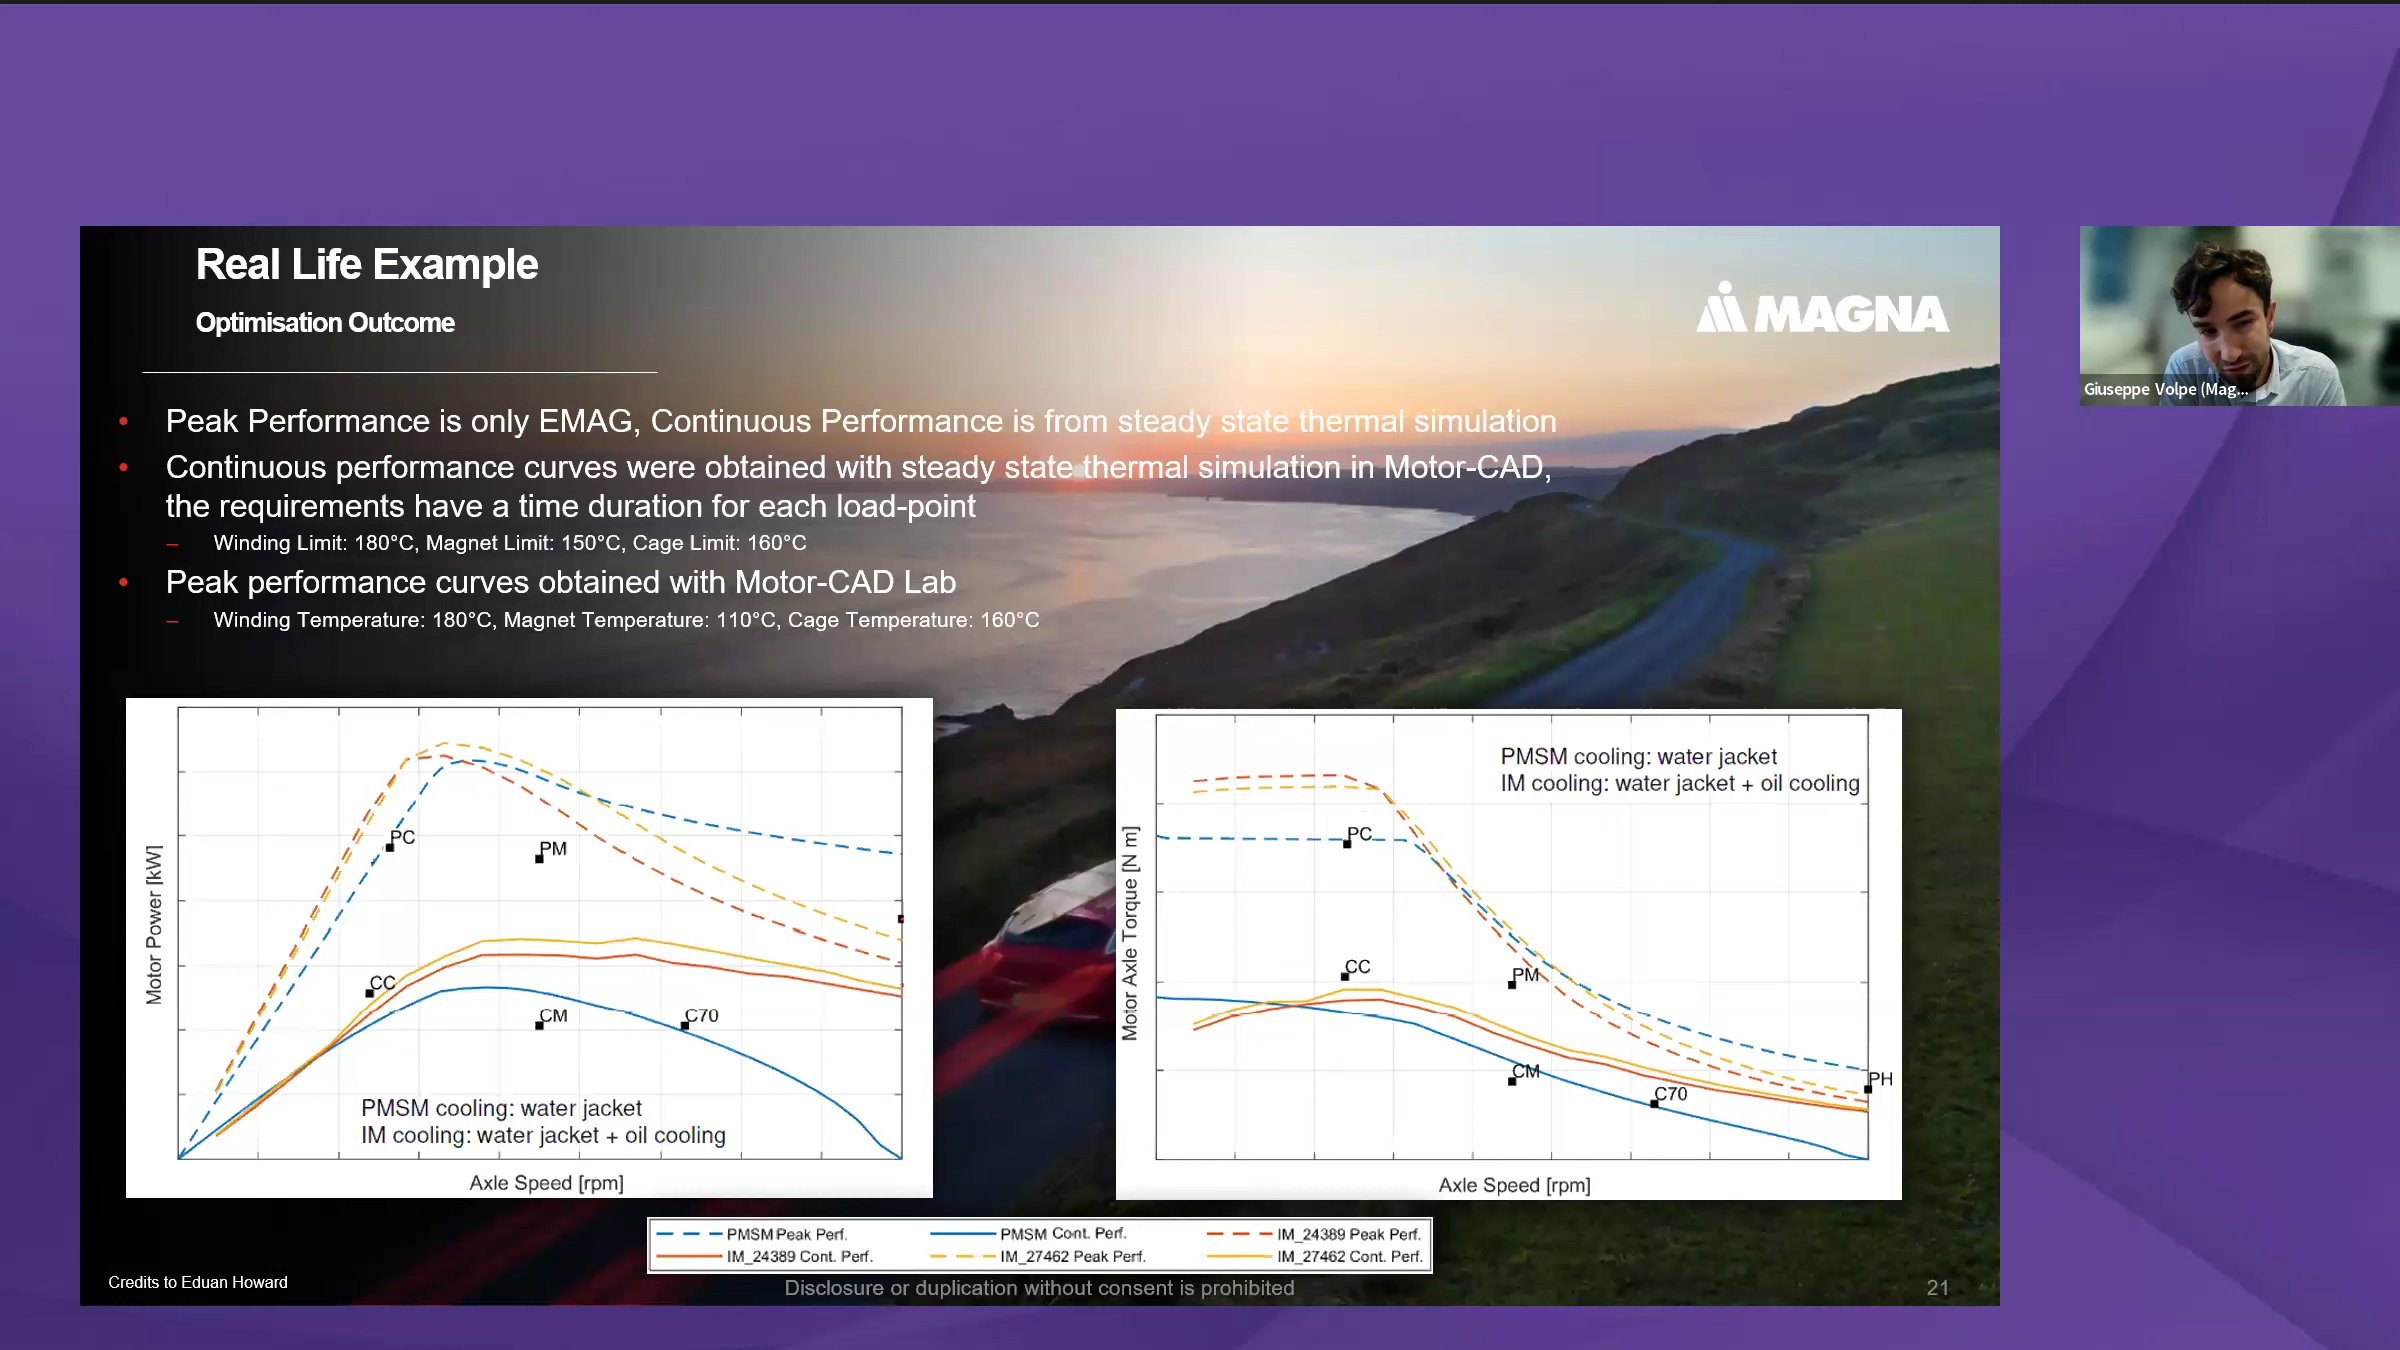 Real Life Example
Optimisation Outcome
MAGNA
Giuseppe Volpe (Mag...
• Peak Performance is only EMAG, Continuous Performance is from steady state thermal simulation
• Continuous performance curves were obtained with steady state thermal simulation in Motor-CAD,
the requirements have a time duration for each load-point
– Winding Limit: 180°C, Magnet Limit: 150°C, Cage Limit: 160°C
• Peak performance curves obtained with Motor-CAD Lab
– Winding Temperature: 180°C, Magnet Temperature: 110°C, Cage Temperature: 160°C
Motor Power [kW]
PC
PM
CC
CM
C70
PMSM cooling: water jacket
IM cooling: water jacket + oil cooling
Axle Speed [rpm]
PMSM cooling: water jacket
IM cooling: water jacket + oil cooling
Motor Axle Torque [N m]
PC
CC
PM
CM
C70
PH
Axle Speed [rpm]
PMSM Peak Perf. PMSM Cont. Perf. IM_24389 Peak Perf.
IM_24389 Cont. Perf. IM_27462 Peak Perf. IM_27462 Cont. Perf.
Credits to Eduan Howard
Disclosure or duplication without consent is prohibited
21